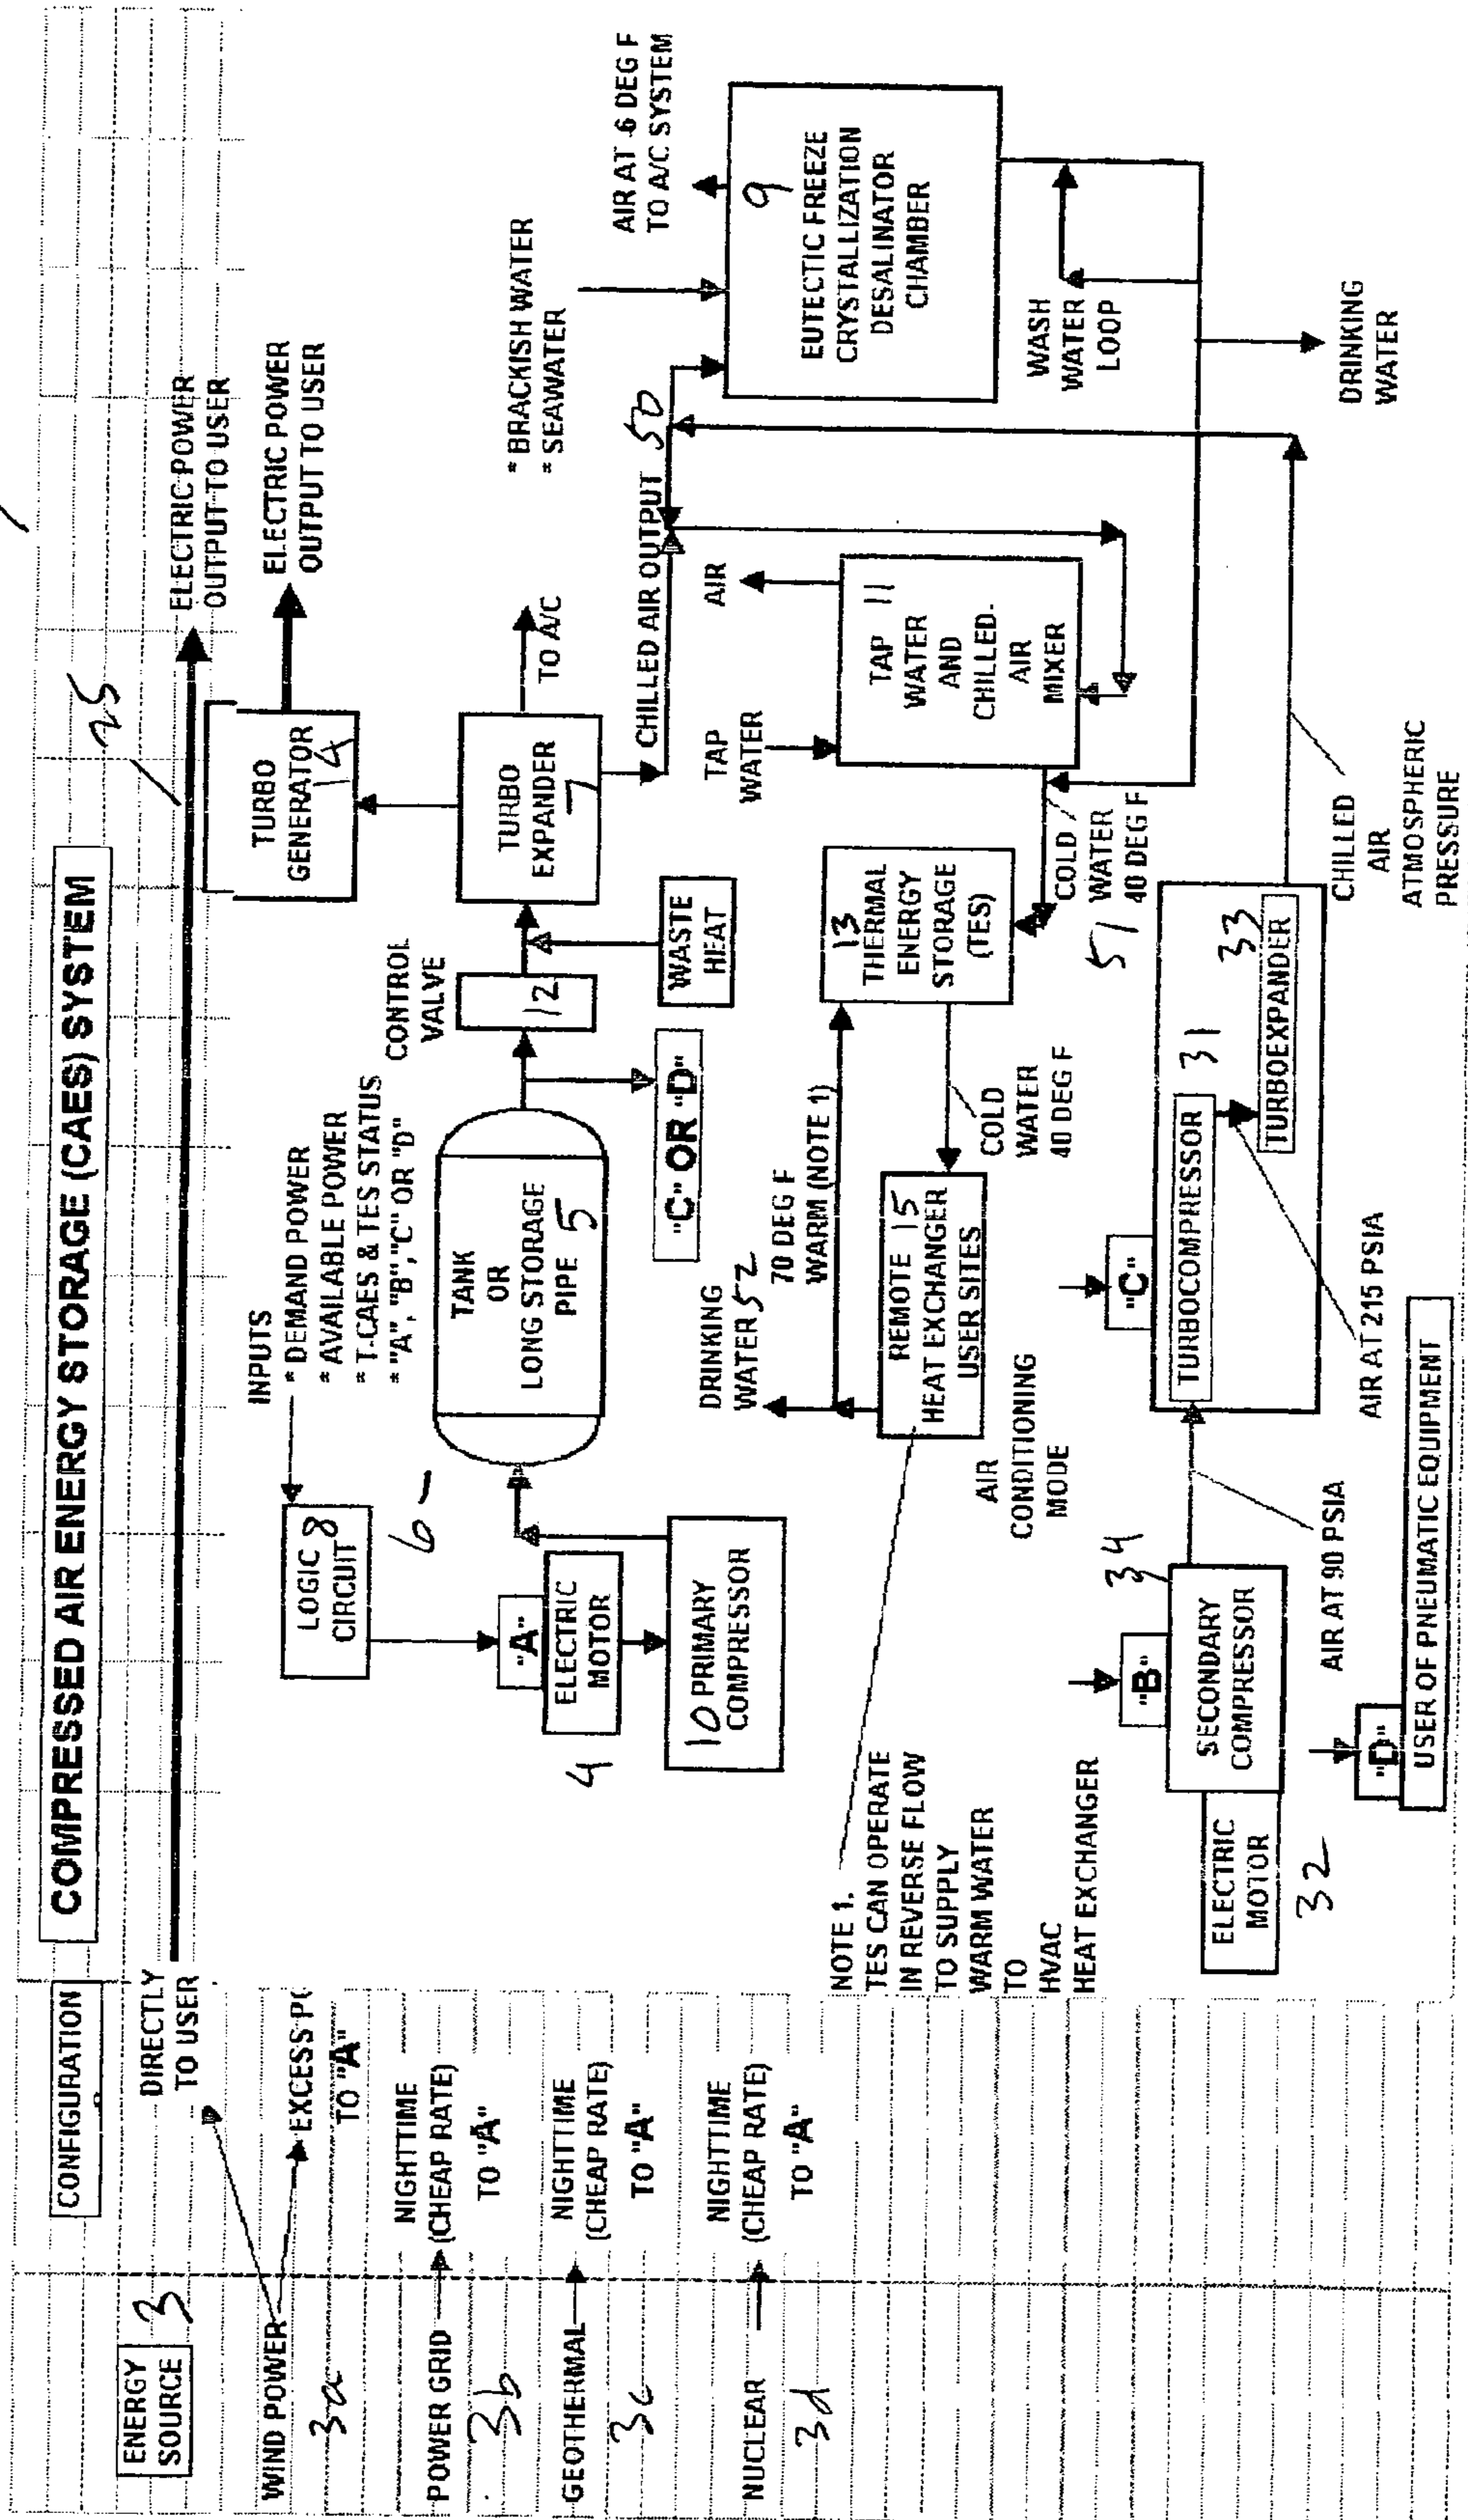 COMPRESSED AIR ENERGY STORAGE (CAES) SYSTEM
CONFIGURATION
ENERGY
SOURCE
3
DIRECTLY
TO USER
25
ELECTRIC POWER
OUTPUT TO USER
WIND POWER
3a
EXCESS
TO "A"
POWER GRID
3b
NIGHTTIME
(CHEAP RATE)
TO "A"
GEOTHERMAL
3c
NIGHTTIME
(CHEAP RATE)
TO "A"
NUCLEAR
3d
NIGHTTIME
(CHEAP RATE)
TO "A"
INPUTS
* DEMAND POWER
* AVAILABLE POWER
* T-CAES & TES STATUS
* "A", "B", "C" OR "D"
LOGIC 8
CIRCUIT
6
"A"
ELECTRIC
MOTOR
4
10 PRIMARY
COMPRESSOR
TANK
OR
LONG STORAGE
PIPE 5
"C" OR "D"
CONTROL
VALVE
12
WASTE
HEAT
TURBO
GENERATOR
14
ELECTRIC POWER
OUTPUT TO USER
TURBO
EXPANDER
7
TO A/C
CHILLED AIR OUTPUT 50
* BRACKISH WATER
* SEAWATER
AIR AT -6 DEG F
TO A/C SYSTEM
9
EUTECTIC FREEZE
CRYSTALLIZATION
DESALINATOR
CHAMBER
WASH
WATER
LOOP
DRINKING
WATER
TAP
WATER
AIR
TAP 11
WATER
AND
CHILLED
AIR
MIXER
COLD
WATER
40 DEG F
51
13
THERMAL
ENERGY
STORAGE
(TES)
70 DEG F
WARM (NOTE 1)
COLD
WATER
40 DEG F
DRINKING
WATER 52
REMOTE 15
HEAT EXCHANGER
USER SITES
NOTE 1.
TES CAN OPERATE
IN REVERSE FLOW
TO SUPPLY
WARM WATER
TO
HVAC
HEAT EXCHANGER
AIR
CONDITIONING
MODE
"B"
34
SECONDARY
COMPRESSOR
ELECTRIC
MOTOR
32
AIR AT 90 PSIA
"C"
TURBOCOMPRESSOR
31
33
TURBOEXPANDER
AIR AT 215 PSIA
CHILLED
AIR
ATMOSPHERIC
PRESSURE
"D"
USER OF PNEUMATIC EQUIPMENT